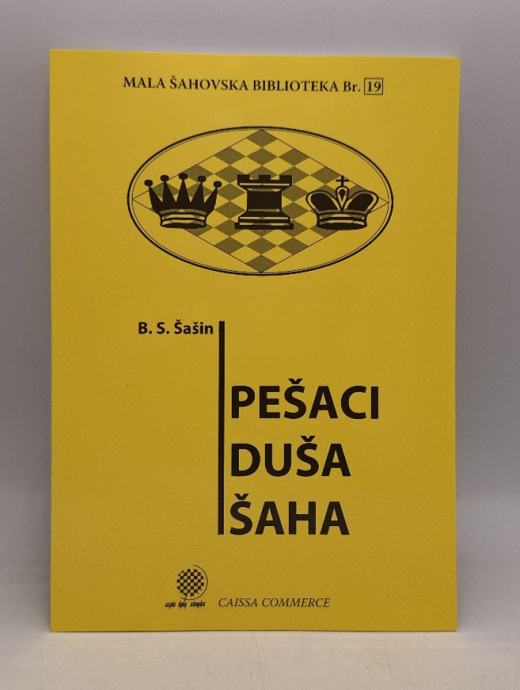 MALA ŠAHOVSKA BIBLIOTEKA Br. 19
B. S. Šašin
PEŠACI
DUŠA
ŠAHA
CAISSA COMMERCE